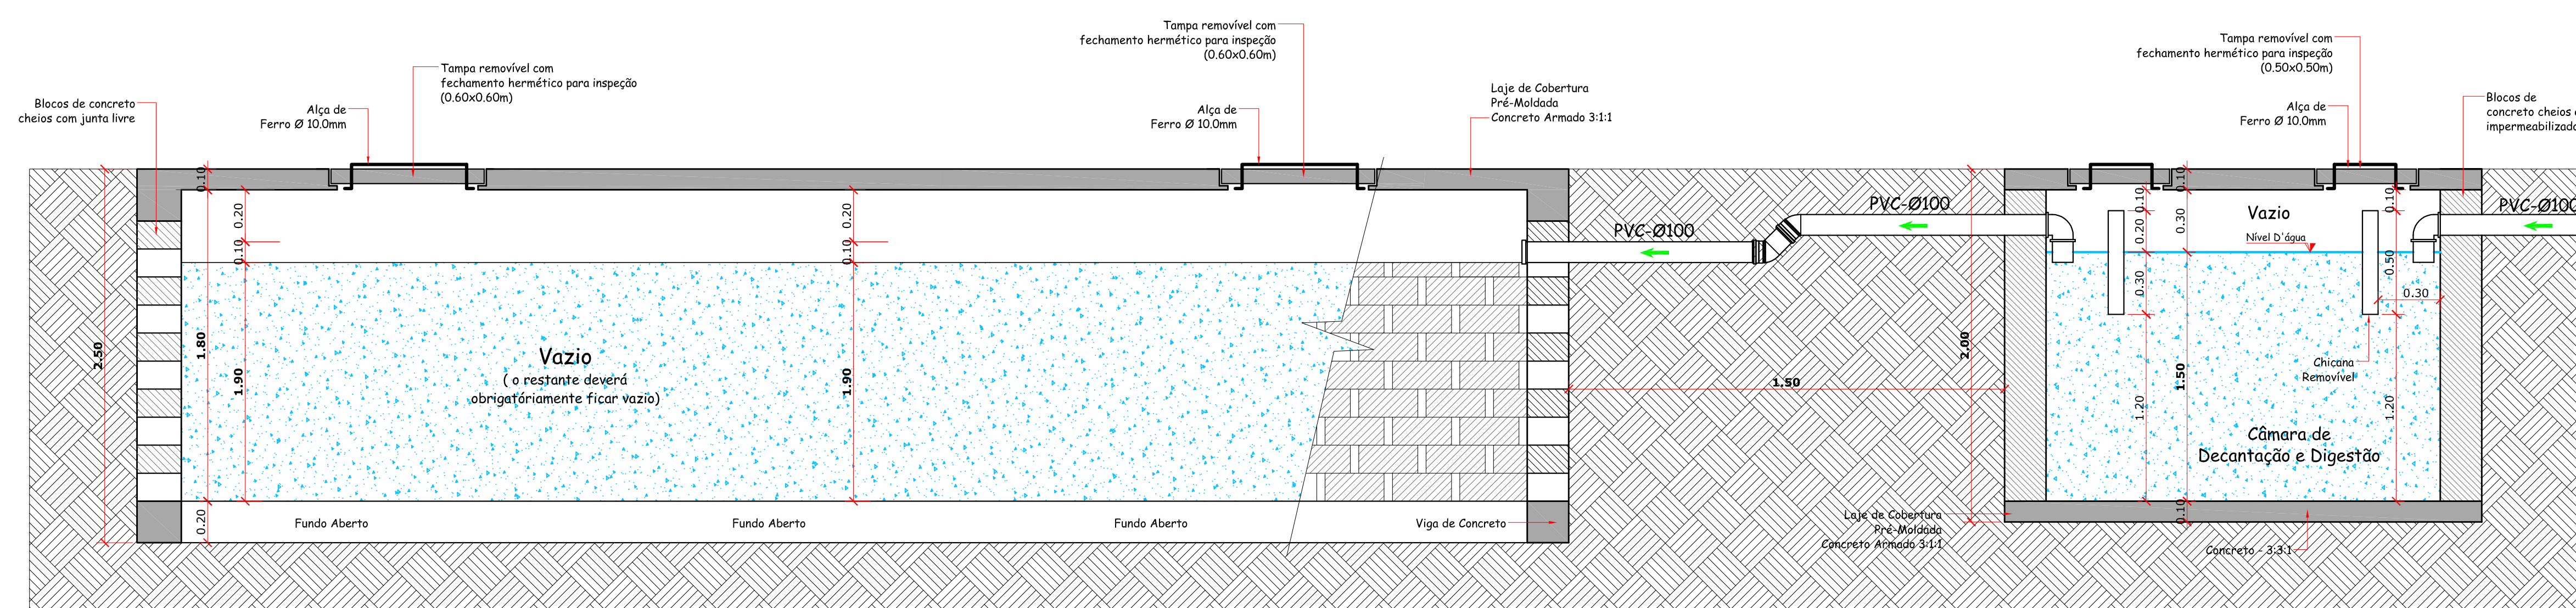 Blocos de concreto
cheios com junta livre
Alça de
Ferro Ø 10.0mm
Tampa removível com
fechamento hermético para inspeção
(0.60x0.60m)
Tampa removível com
fechamento hermético para inspeção
(0.60x0.60m)
Alça de
Ferro Ø 10.0mm
Laje de Cobertura
Pré-Moldada
Concreto Armado 3:1:1
Tampa removível com
fechamento hermético para inspeção
(0.50x0.50m)
Alça de
Ferro Ø 10.0mm
Blocos de
concreto cheios
impermeabilizad
0.10
0.20
0.10
2.50
1.80
1.90
0.20
0.20
0.10
1.90
Vazio
( o restante deverá
obrigatóriamente ficar vazio)
Fundo Aberto
Fundo Aberto
Fundo Aberto
Viga de Concreto
PVC-Ø100
PVC-Ø100
1.50
2.00
0.10
0.10
0.20
0.30
0.30
1.20
1.50
0.10
Vazio
Nível D'água
0.10
0.50
0.30
1.20
PVC-Ø100
Chicana
Removível
Câmara de
Decantação e Digestão
Laje de Cobertura
Pré-Moldada
Concreto Armado 3:1:1
Concreto - 3:3:1